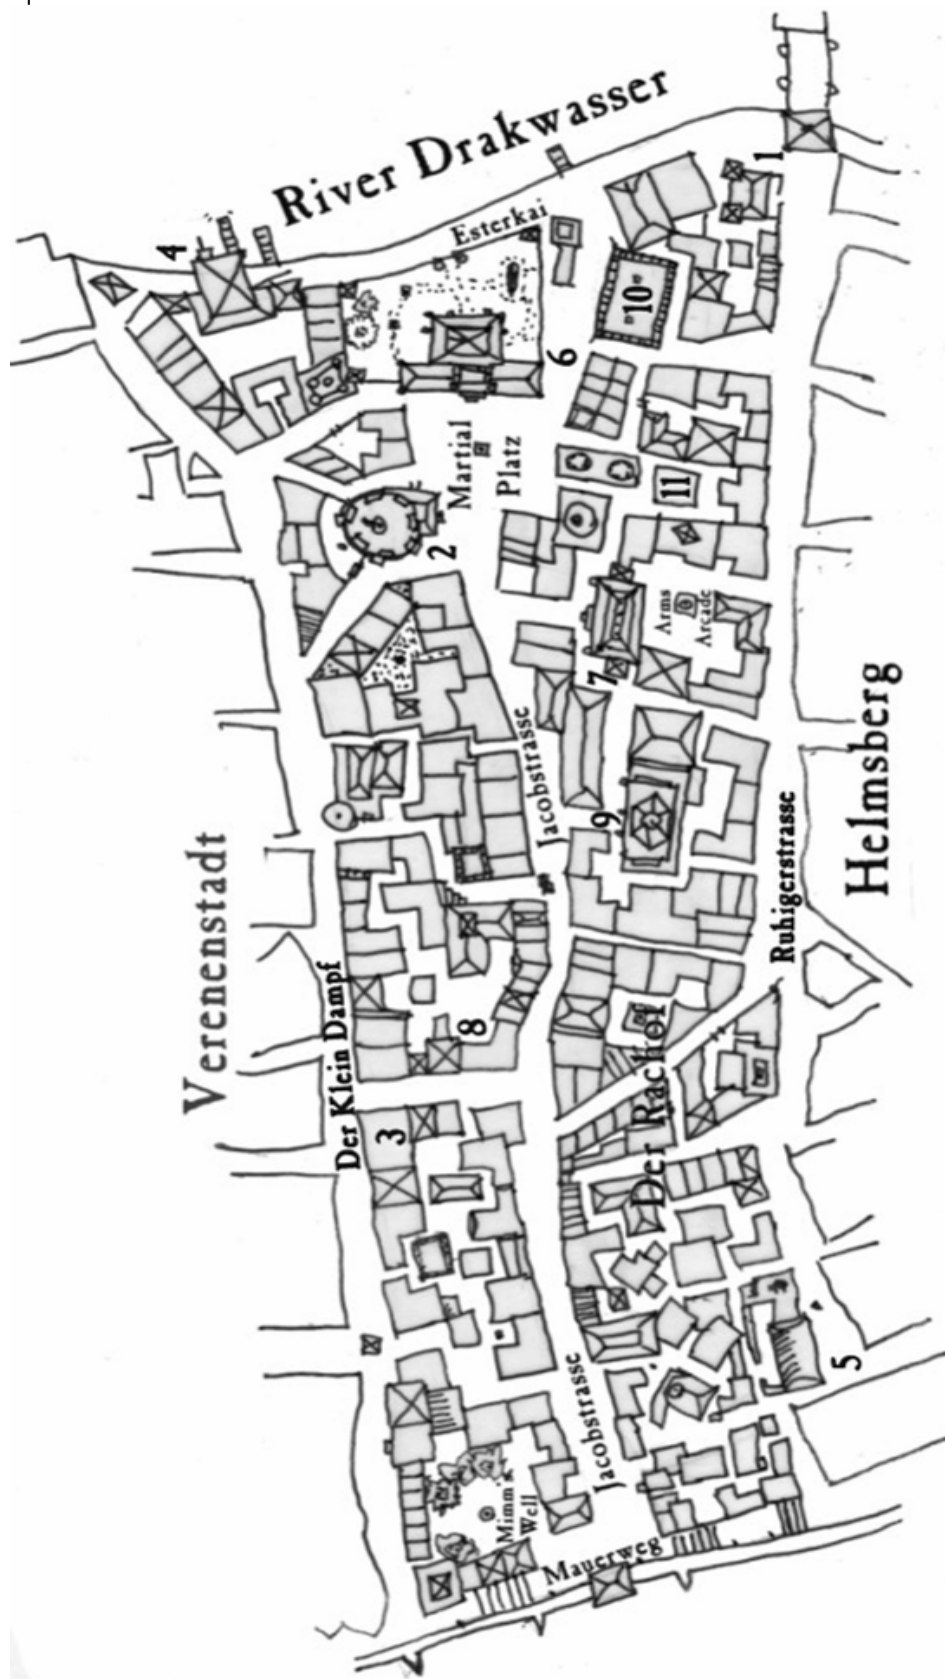 River Drakwasser
1
4
Esterkai
10
6
Martial
Platz
11
2
Arms
Arcade
7
Jacobstrasse
9
Helmsberg
Verenenstadt
Ruhigerstrasse
Der Klein Dampf
8
Der Rachol
3
5
Jacobstrasse
Mimm's
Well
Mauerweg